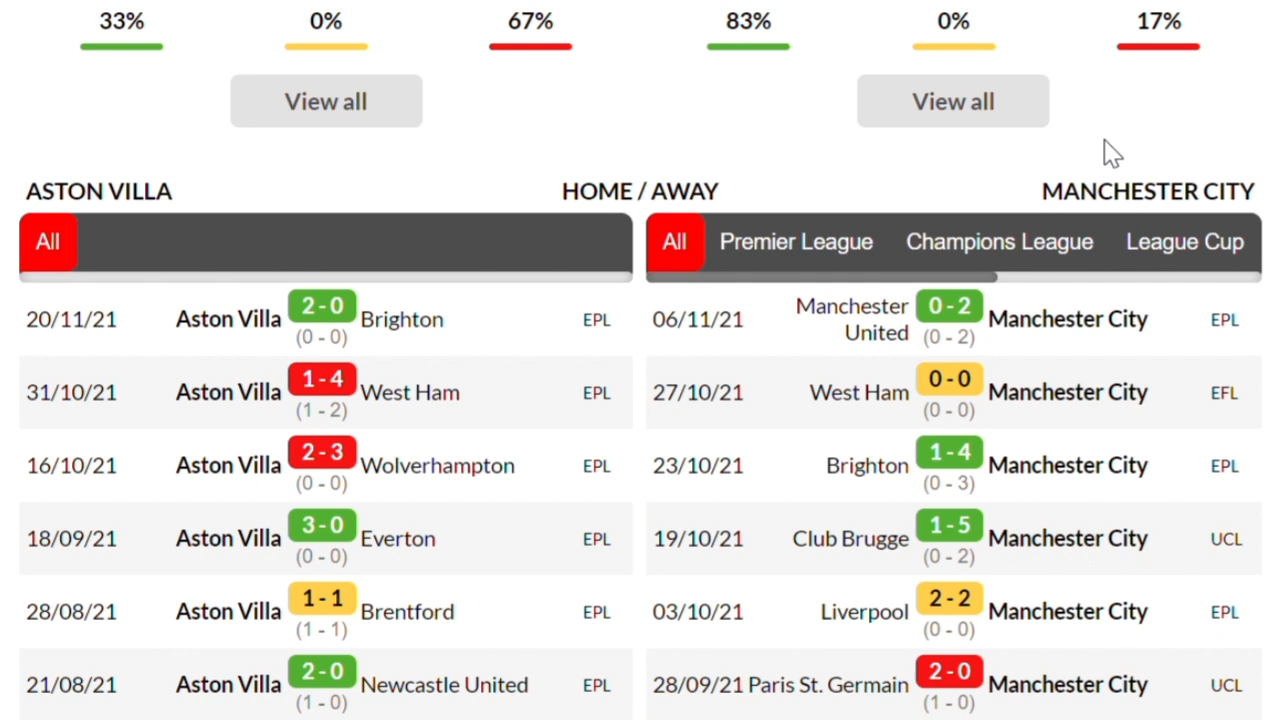 33% 0% 67% 83% 0% 17%
View all View all
ASTON VILLA HOME / AWAY MANCHESTER CITY
All All Premier League Champions League League Cup
20/11/21 Aston Villa 2 - 0 Brighton EPL
(0 - 0)
31/10/21 Aston Villa 1 - 4 West Ham EPL
(1 - 2)
16/10/21 Aston Villa 2 - 3 Wolverhampton EPL
(0 - 0)
18/09/21 Aston Villa 3 - 0 Everton EPL
(0 - 0)
28/08/21 Aston Villa 1 - 1 Brentford EPL
(1 - 1)
21/08/21 Aston Villa 2 - 0 Newcastle United EPL
(1 - 0)
06/11/21 Manchester United 0 - 2 Manchester City EPL
(0 - 2)
27/10/21 West Ham 0 - 0 Manchester City EFL
(0 - 0)
23/10/21 Brighton 1 - 4 Manchester City EPL
(0 - 3)
19/10/21 Club Brugge 1 - 5 Manchester City UCL
(0 - 2)
03/10/21 Liverpool 2 - 2 Manchester City EPL
(0 - 0)
28/09/21 Paris St. Germain 2 - 0 Manchester City UCL
(1 - 0)